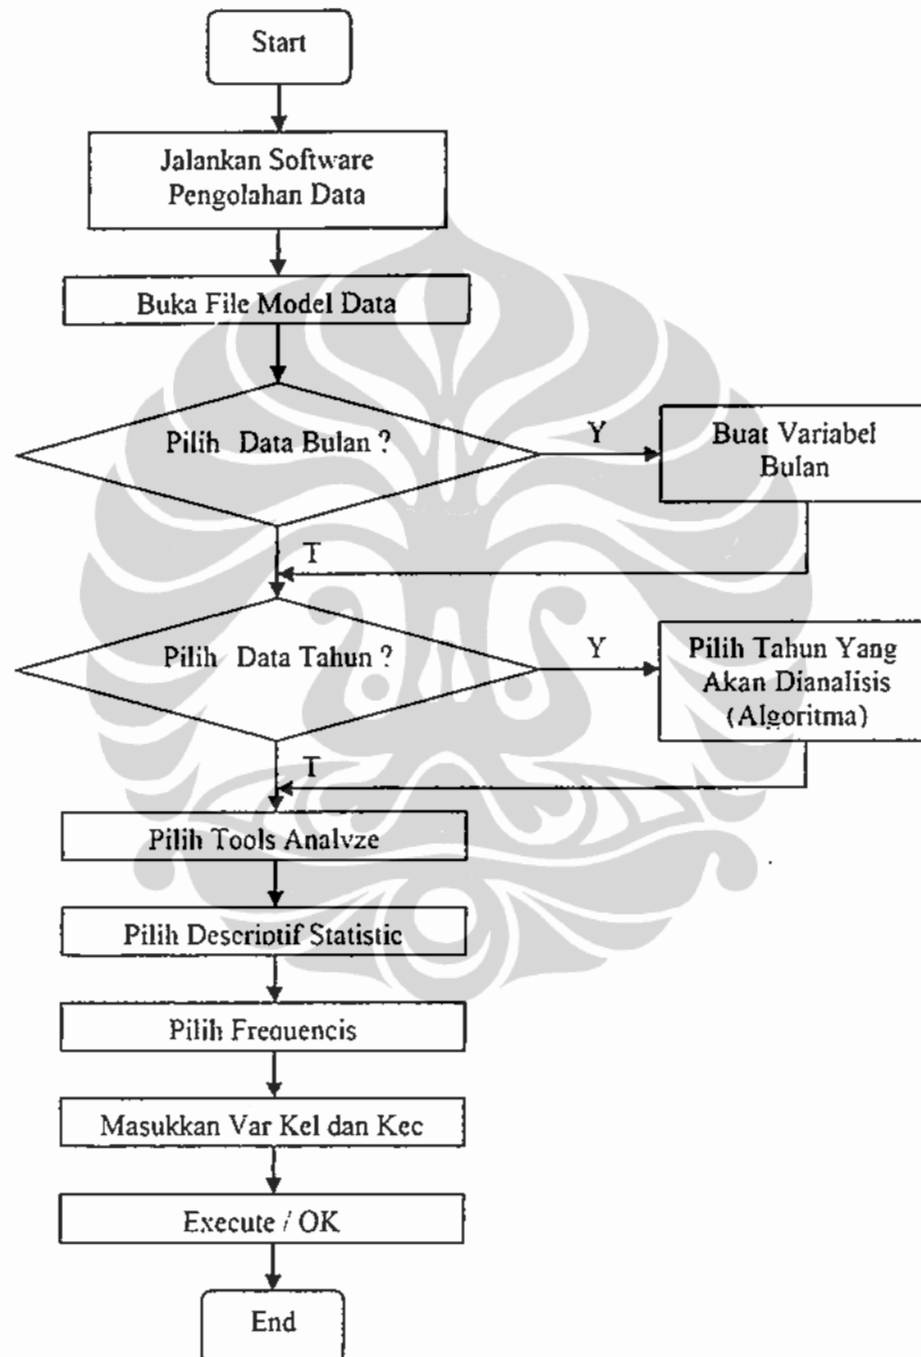 Start
Jalankan Software
Pengolahan Data
Buka File Model Data
Pilih Data Bulan ?
Y
Buat Variabel
Bulan
T
Pilih Data Tahun ?
Y
Pilih Tahun Yang
Akan Dianalisis
(Algoritma)
T
Pilih Tools Analyze
Pilih Descriptif Statistic
Pilih Frequencis
Masukkan Var Kel dan Kec
Execute / OK
End